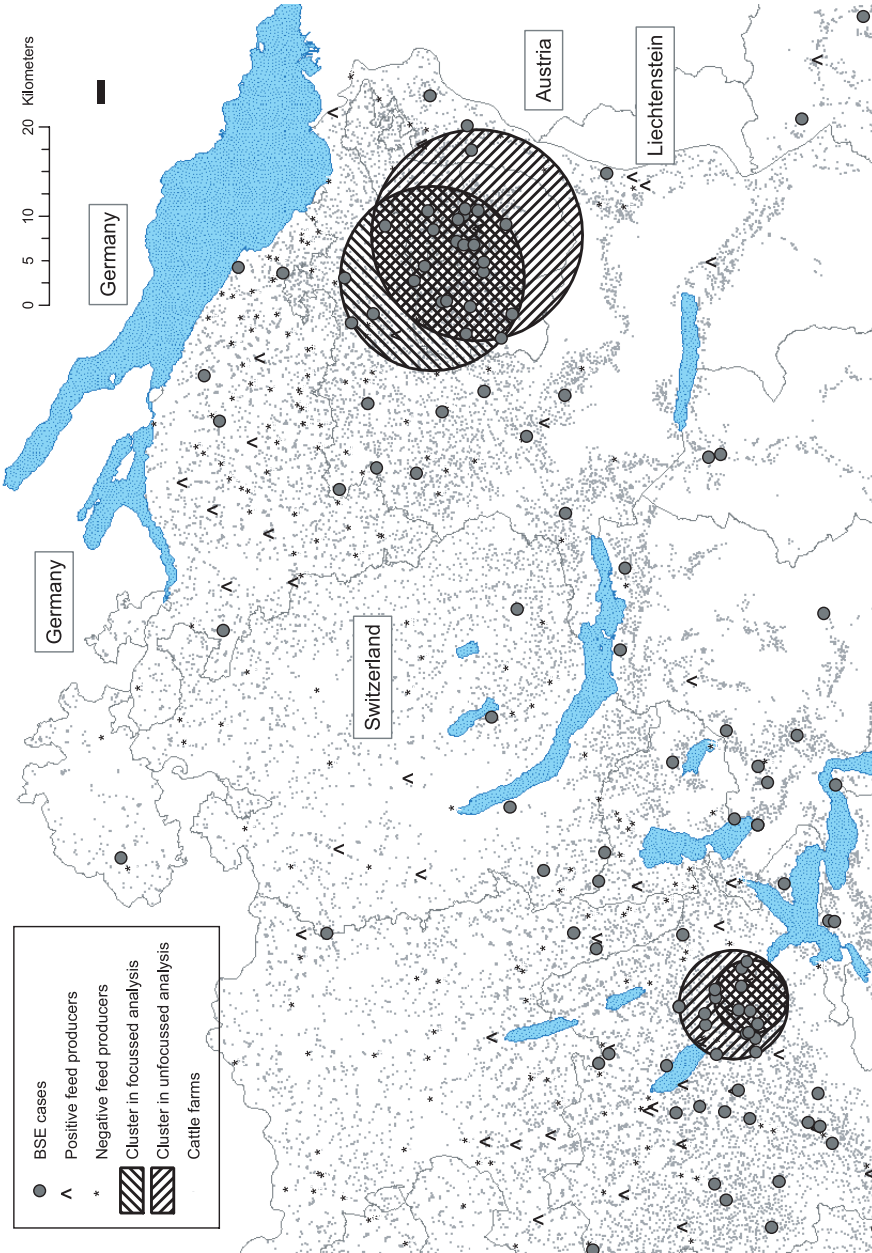 BSE cases
Positive feed producers
Negative feed producers
Cluster in focussed analysis
Cluster in unfocussed analysis
Cattle farms
Germany
Germany
Switzerland
Austria
Liechtenstein
0 5 10 20
Kilometers